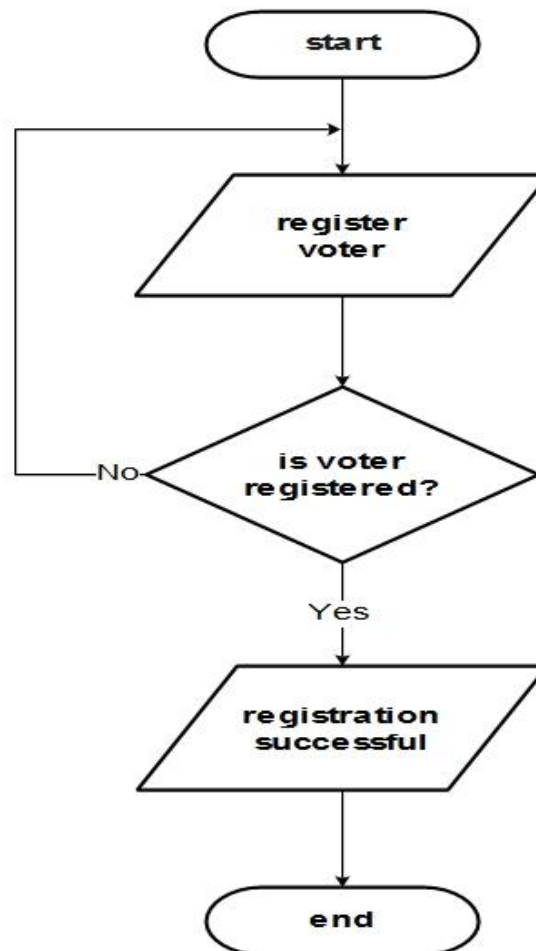 start
register
voter
is voter
registered?
No
Yes
registration
successful
end